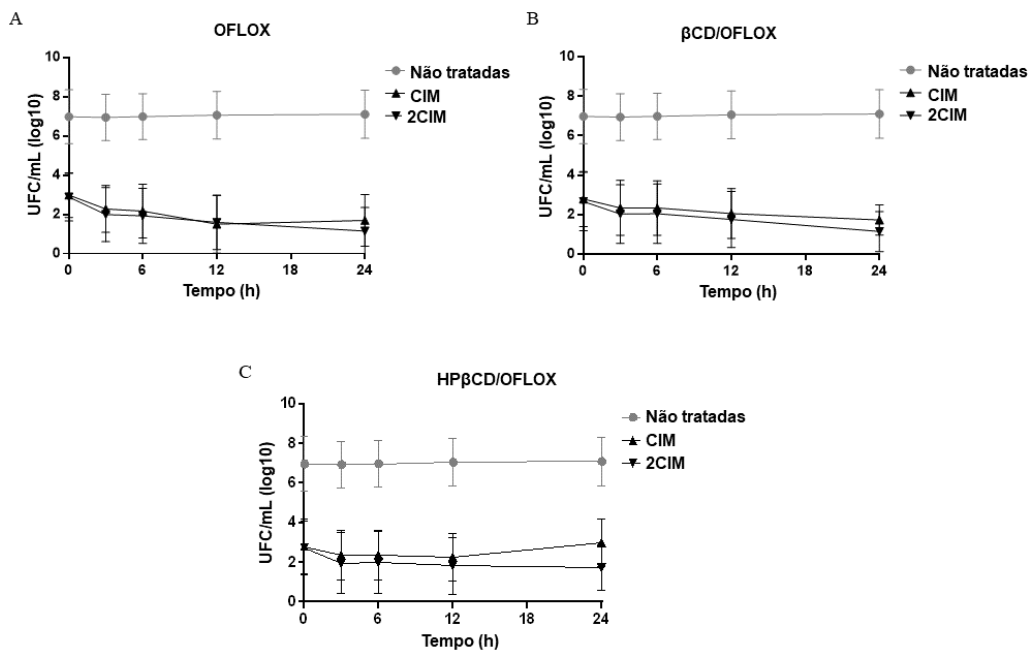 A
OFLOX
10
8
6
4
2
0
UFC/mL (log10)
0 6 12 18 24
Tempo (h)
Não tratadas
CIM
2CIM
B
βCD/OFLOX
10
8
6
4
2
0
UFC/mL (log10)
0 6 12 18 24
Tempo (h)
Não tratadas
CIM
2CIM
C
HPβCD/OFLOX
10
8
6
4
2
0
UFC/mL (log10)
0 6 12 18 24
Tempo (h)
Não tratadas
CIM
2CIM